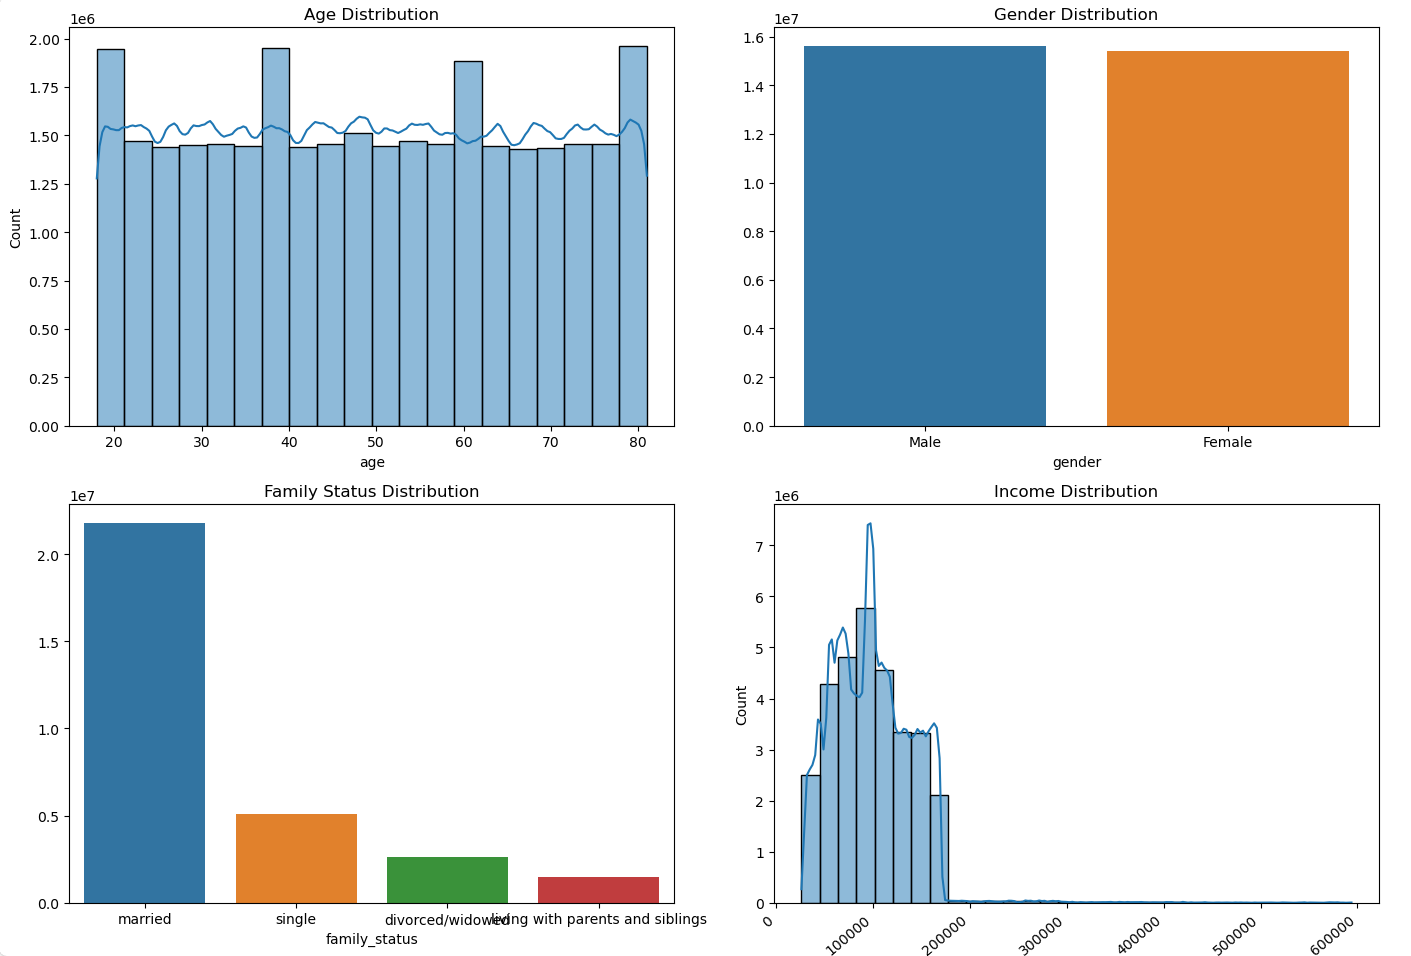 Age Distribution
1e6
2.00
1.75
1.50
1.25
1.00
0.75
0.50
0.25
0.00
Count
20 30 40 50 60 70 80
age
Gender Distribution
1e7
1.6
1.4
1.2
1.0
0.8
0.6
0.4
0.2
0.0
Male Female
gender
Family Status Distribution
1e7
2.0
1.5
1.0
0.5
0.0
married single divorced/widowed living with parents and siblings
family_status
Income Distribution
1e6
7
6
5
4
3
2
1
0
Count
0 100000 200000 300000 400000 500000 600000